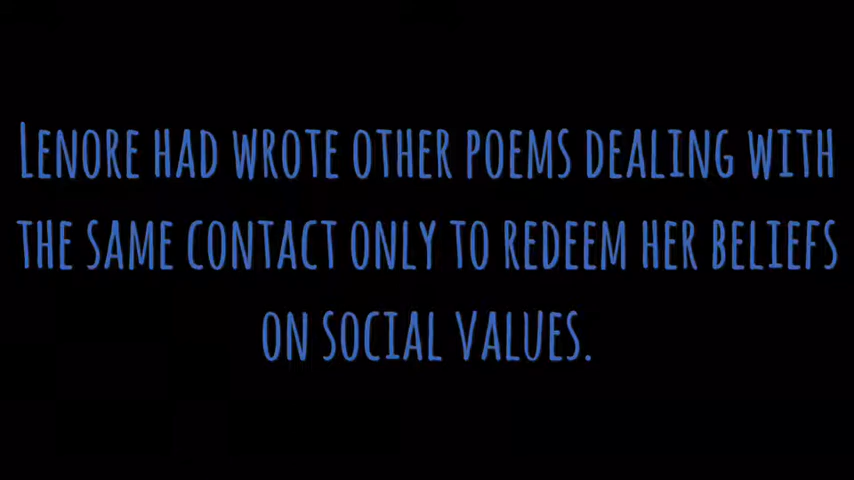 Lenore had wrote other poems dealing with
the same contact only to redeem her beliefs
on social values.